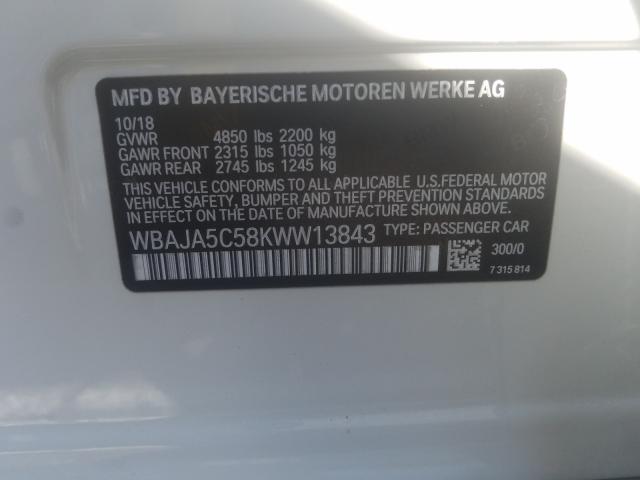 MFD BY BAYERISCHE MOTOREN WERKE AG
10/18
GVWR 4850 lbs 2200 kg
GAWR FRONT 2315 lbs 1050 kg
GAWR REAR 2745 lbs 1245 kg
THIS VEHICLE CONFORMS TO ALL APPLICABLE U.S.FEDERAL MOTOR
VEHICLE SAFETY, BUMPER AND THEFT PREVENTION STANDARDS
IN EFFECT ON THE DATE OF MANUFACTURE SHOWN ABOVE.
WBAJA5C58KWW13843 TYPE: PASSENGER CAR
300/0
7 315 814